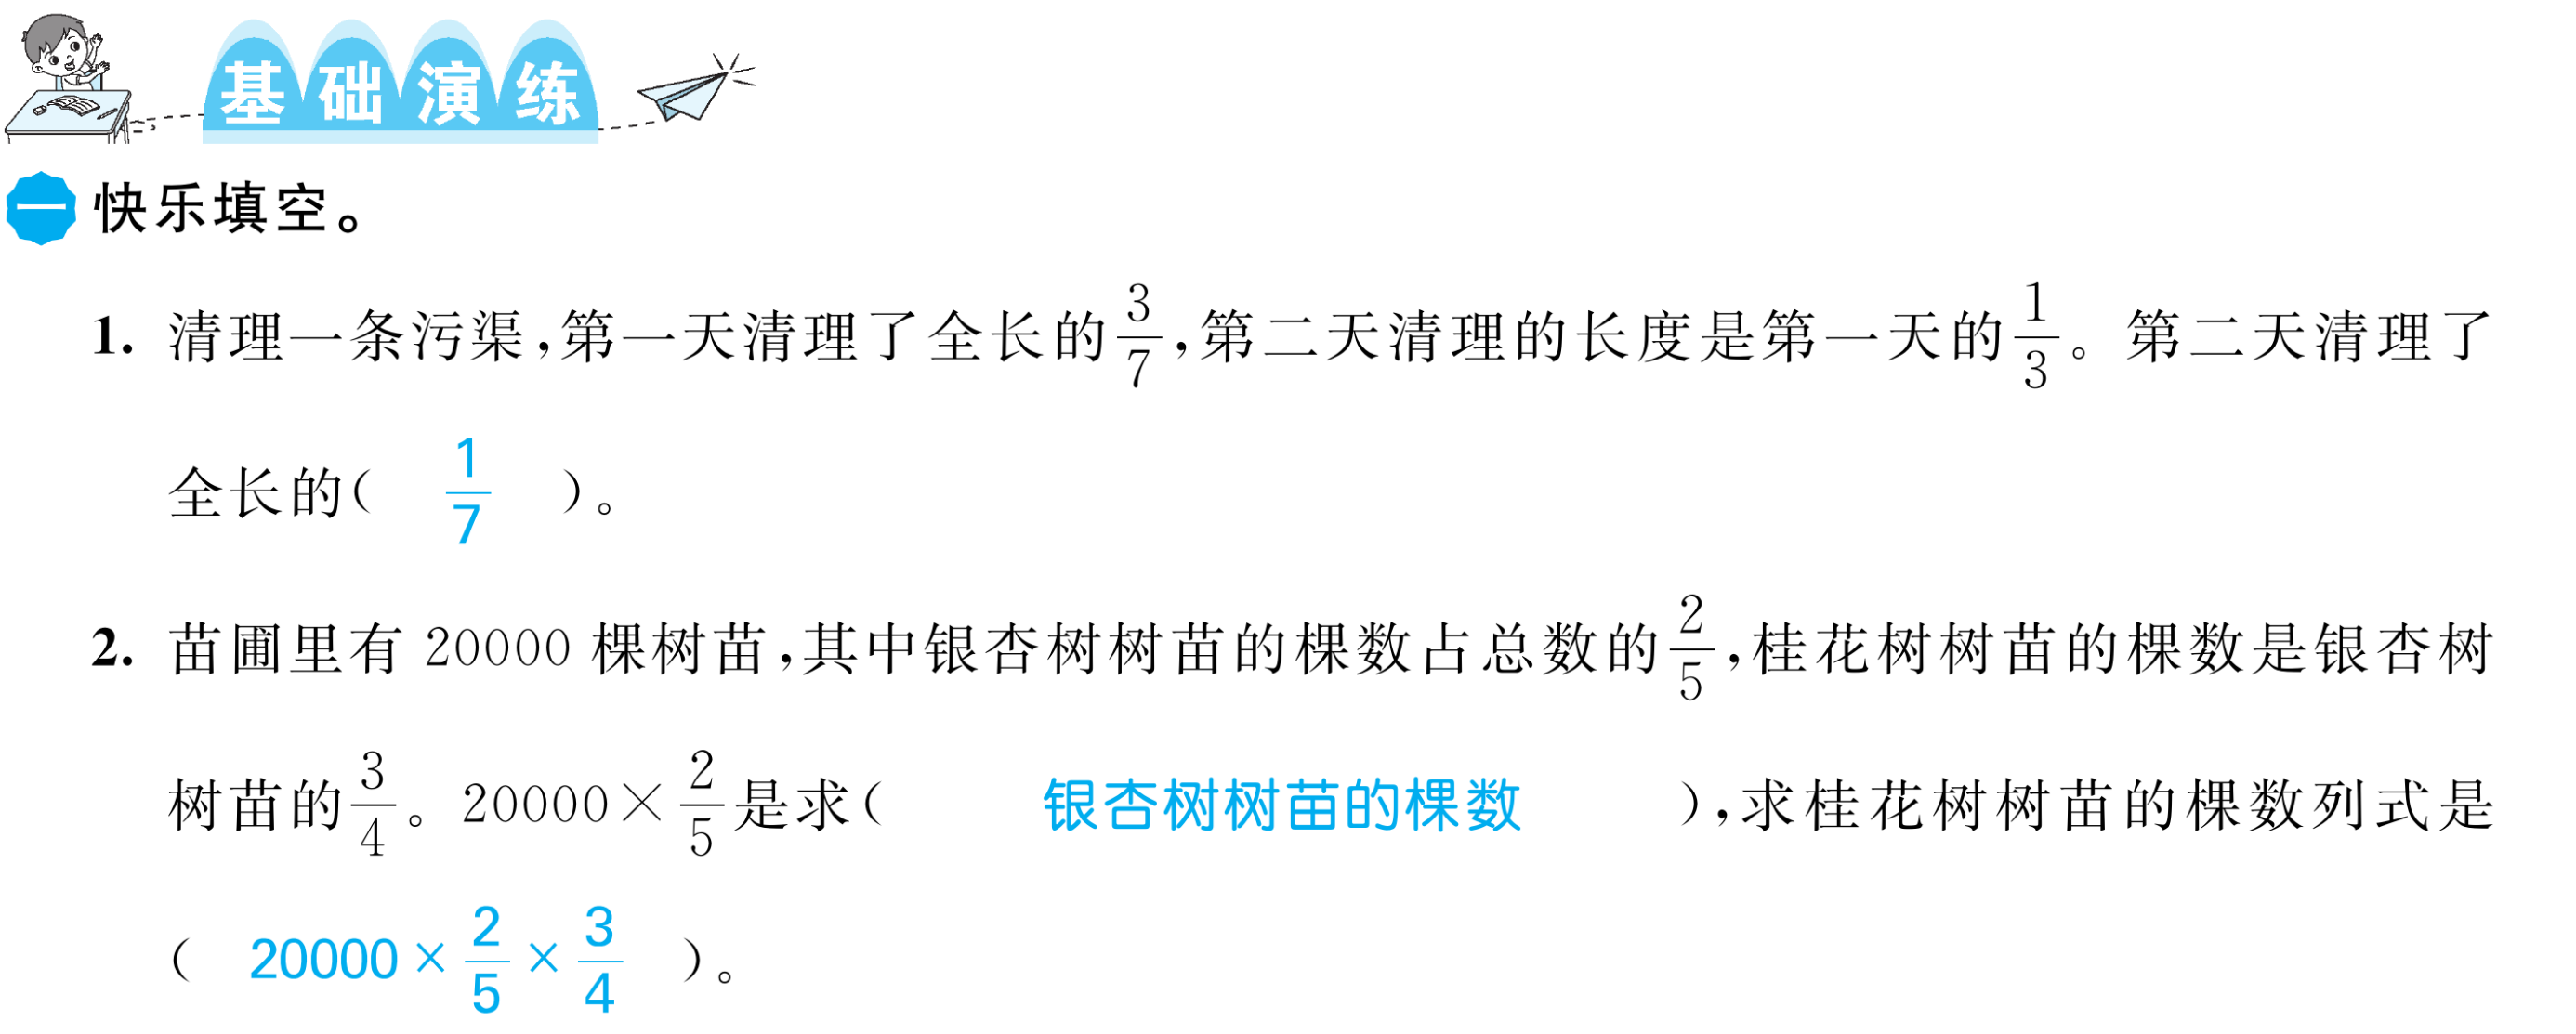 基础演练
一 快乐填空。
1. 清理一条污渠,第一天清理了全长的3/7,第二天清理的长度是第一天的1/3。第二天清理了
全长的( 1/7 )。
2. 苗圃里有 20000 棵树苗,其中银杏树树苗的棵数占总数的2/5,桂花树树苗的棵数是银杏树
树苗的3/4。20000×2/5是求( 银杏树树苗的棵数 ),求桂花树树苗的棵数列式是
( 20000×2/5×3/4 )。